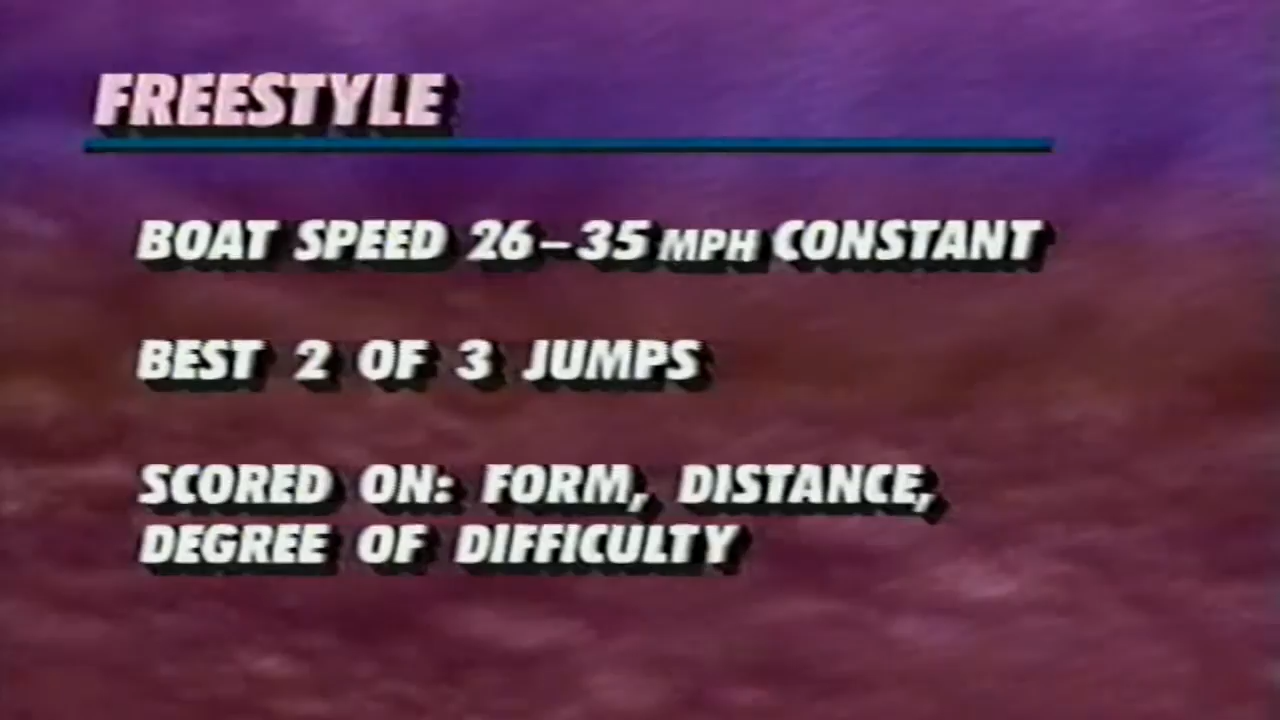 FREESTYLE
BOAT SPEED 26–35 MPH CONSTANT
BEST 2 OF 3 JUMPS
SCORED ON: FORM, DISTANCE,
DEGREE OF DIFFICULTY